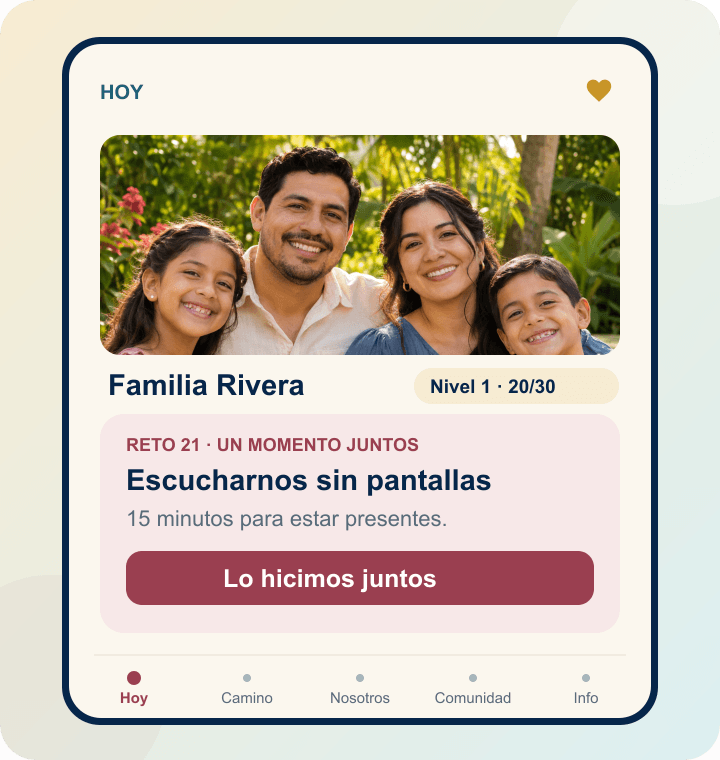 HOY
Familia Rivera
Nivel 1 · 20/30
RETO 21 · UN MOMENTO JUNTOS
Escucharnos sin pantallas
15 minutos para estar presentes.
Lo hicimos juntos
Hoy
Camino
Nosotros
Comunidad
Info